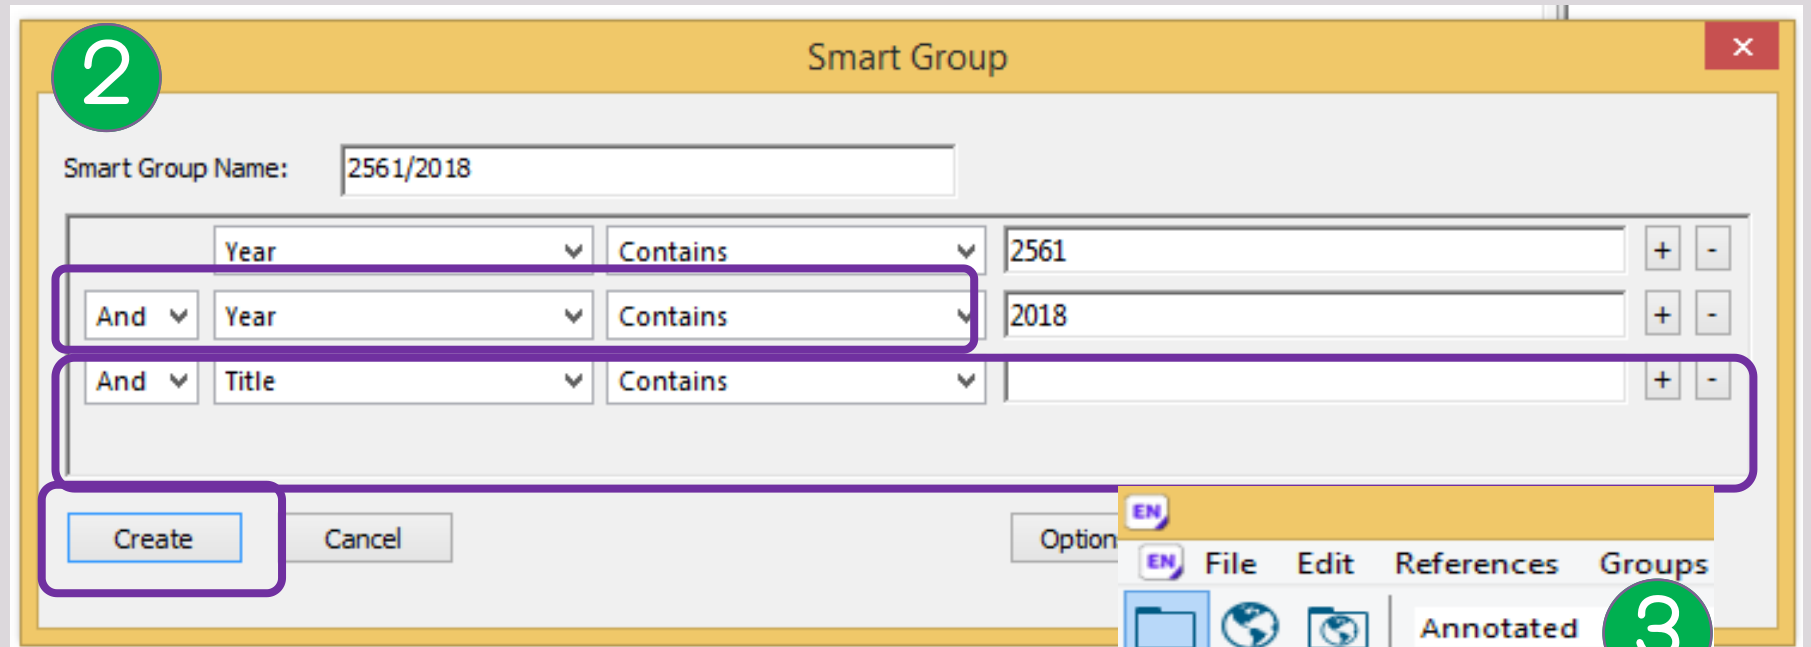 2
Smart Group
Smart Group Name: 2561/2018
Year Contains 2561 + -
And Year Contains 2018 + -
And Title Contains + -
Create Cancel Option
EN
EN File Edit References Groups
Annotated 3